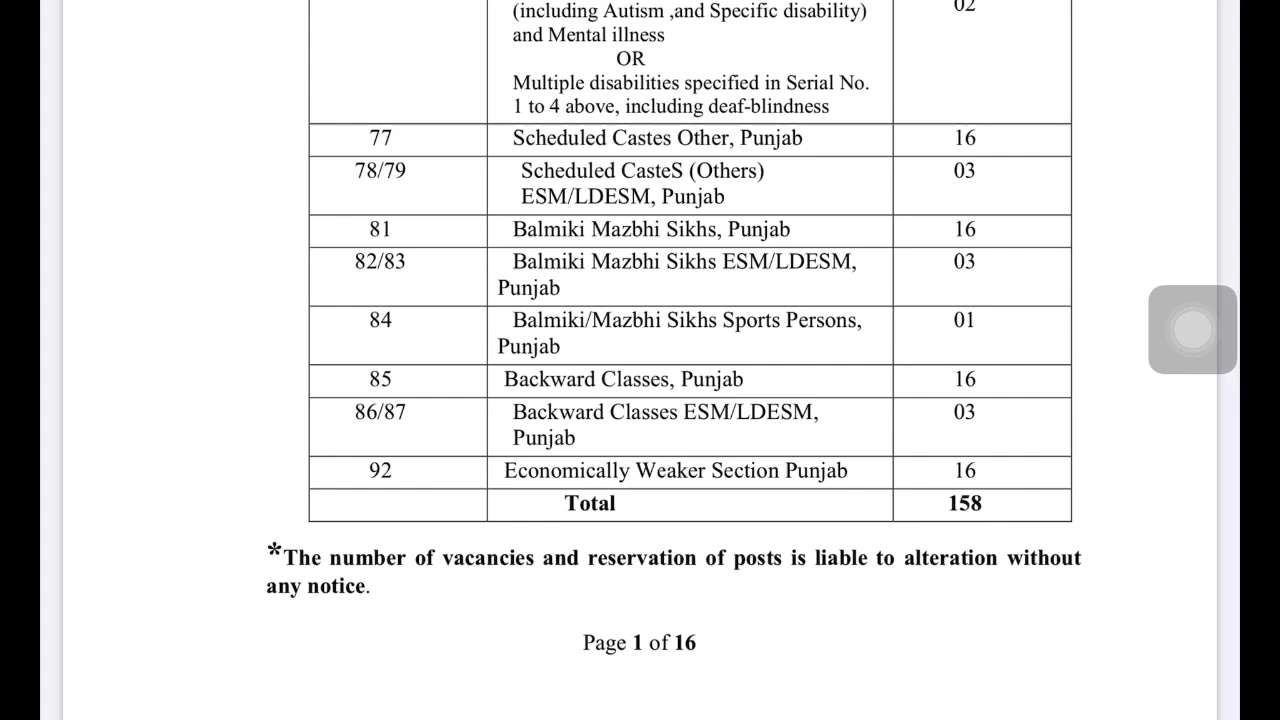 (including Autism ,and Specific disability) 02
and Mental illness
OR
Multiple disabilities specified in Serial No.
1 to 4 above, including deaf-blindness
77 Scheduled Castes Other, Punjab 16
78/79 Scheduled CasteS (Others) 03
ESM/LDESM, Punjab
81 Balmiki Mazbhi Sikhs, Punjab 16
82/83 Balmiki Mazbhi Sikhs ESM/LDESM, 03
Punjab
84 Balmiki/Mazbhi Sikhs Sports Persons, 01
Punjab
85 Backward Classes, Punjab 16
86/87 Backward Classes ESM/LDESM, 03
Punjab
92 Economically Weaker Section Punjab 16
Total 158
*The number of vacancies and reservation of posts is liable to alteration without
any notice.
Page 1 of 16